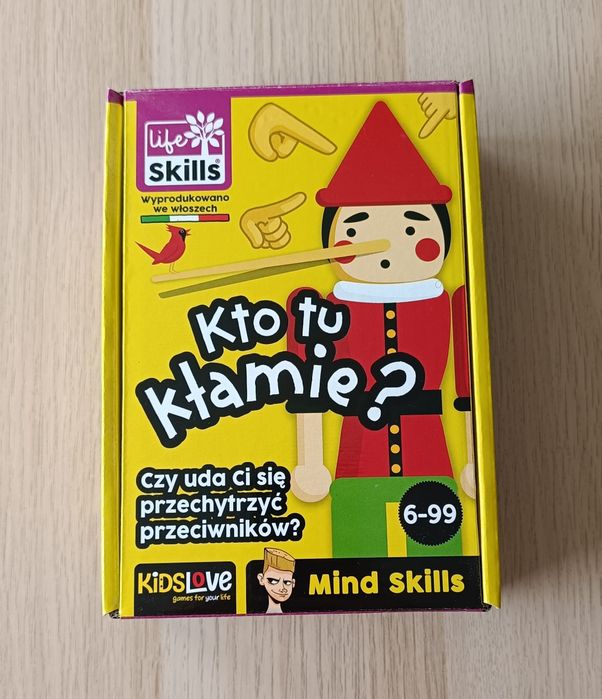 life
SKills®
Wyprodukowano
we włoszech
Kto tu
kłamie?
Czy uda ci się
przechytrzyć
przeciwników?
6-99
KiDSLOVE
games for your life
Mind Skills